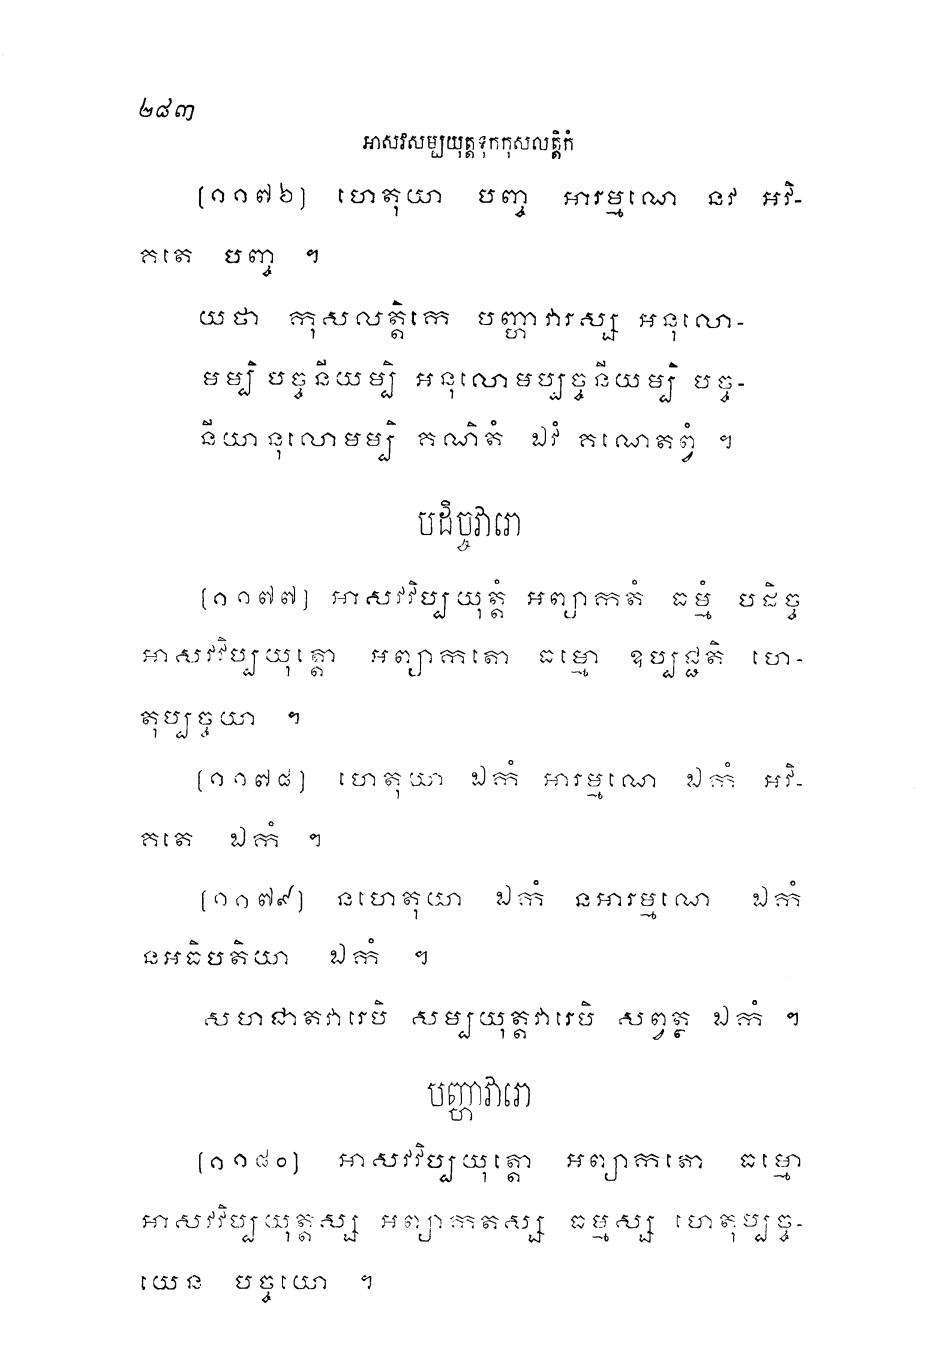 ២៨៣
អាសវសម្បយុត្តទុកកុសលត្តិកំ
[១១៧៦] ហេតុយា បញ្ច អារម្មណេ នវ អវិ-
គតេ បញ្ច ។
យថា កុសលត្តិកេ បញ្ហាវារស្ស អនុលោ-
មម្បិ បច្ចនីយម្បិ អនុលោមប្បច្ចនីយម្បិ បច្ច-
នីយានុលោមម្បិ គណិតំ ឯវំ គណេតព្វំ ។
បដិច្ចវារោ
[១១៧៧] អាសវវិប្បយុត្តំ អព្យាកតំ ធម្មំ បដិច្ច
អាសវវិប្បយុត្តោ អព្យាកតោ ធម្មោ ឧប្បជ្ជតិ ហេ-
តុប្បច្ចយា ។
[១១៧៨] ហេតុយា ឯកំ អារម្មណេ ឯកំ អវិ-
គតេ ឯកំ ។
[១១៧៩] នហេតុយា ឯកំ នអារម្មណេ ឯកំ
នអធិបតិយា ឯកំ ។
សហជាតវារេបិ សម្បយុត្តវារេបិ សព្វត្ថ ឯកំ ។
បញ្ហាវារោ
[១១៨០] អាសវវិប្បយុត្តោ អព្យាកតោ ធម្មោ
អាសវវិប្បយុត្តស្ស អព្យាកតស្ស ធម្មស្ស ហេតុប្បច្ច-
យេន បច្ចយោ ។